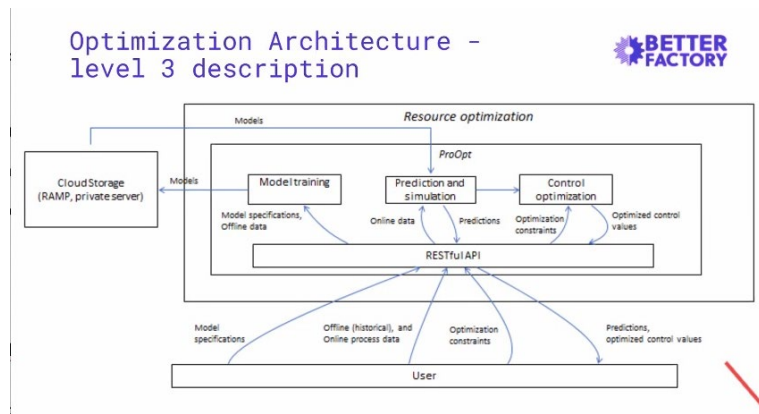 Optimization Architecture -
level 3 description
BETTER
FACTORY
Resource optimization
Models
ProOpt
Cloud Storage
(RAMP, private server)
Models
Model training
Prediction and
simulation
Control
optimization
Model specifications,
Offline data
Online data
Predictions
Optimization
constraints
Optimized control
values
RESTful API
Model
specifications
Offline (historical), and
Online process data
Optimization
constraints
Predictions,
optimized control values
User